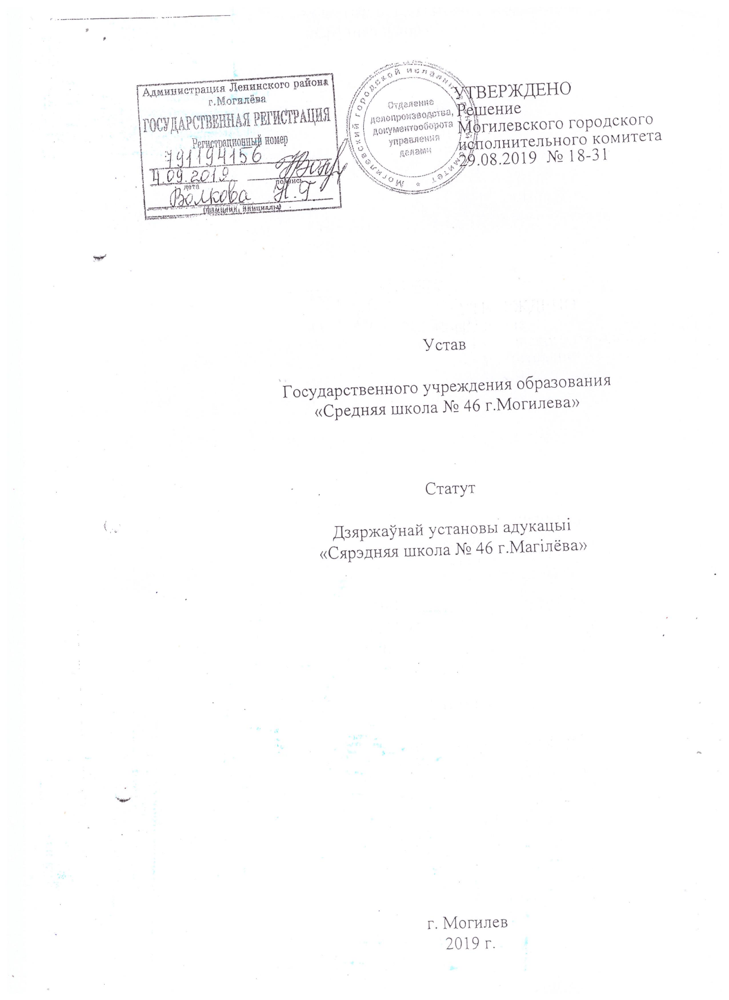 Администрация Ленинского района
г.Могилёва
ГОСУДАРСТВЕННАЯ РЕГИСТРАЦИЯ
Регистрационный номер
791194156
4.09.2019
дата
подпись
Волкова Н.Г
(фамилия, инициалы)
Могилевский городской исполнительный комитет *
Отделение
делопроизводства,
документооборота
управления
делами
УТВЕРЖДЕНО
Решение
Могилевского городского
исполнительного комитета
29.08.2019 № 18-31
Устав
Государственного учреждения образования
«Средняя школа № 46 г.Могилева»
Статут
Дзяржаўнай установы адукацыі
«Сярэдняя школа № 46 г.Магілёва»
г. Могилев
2019 г.